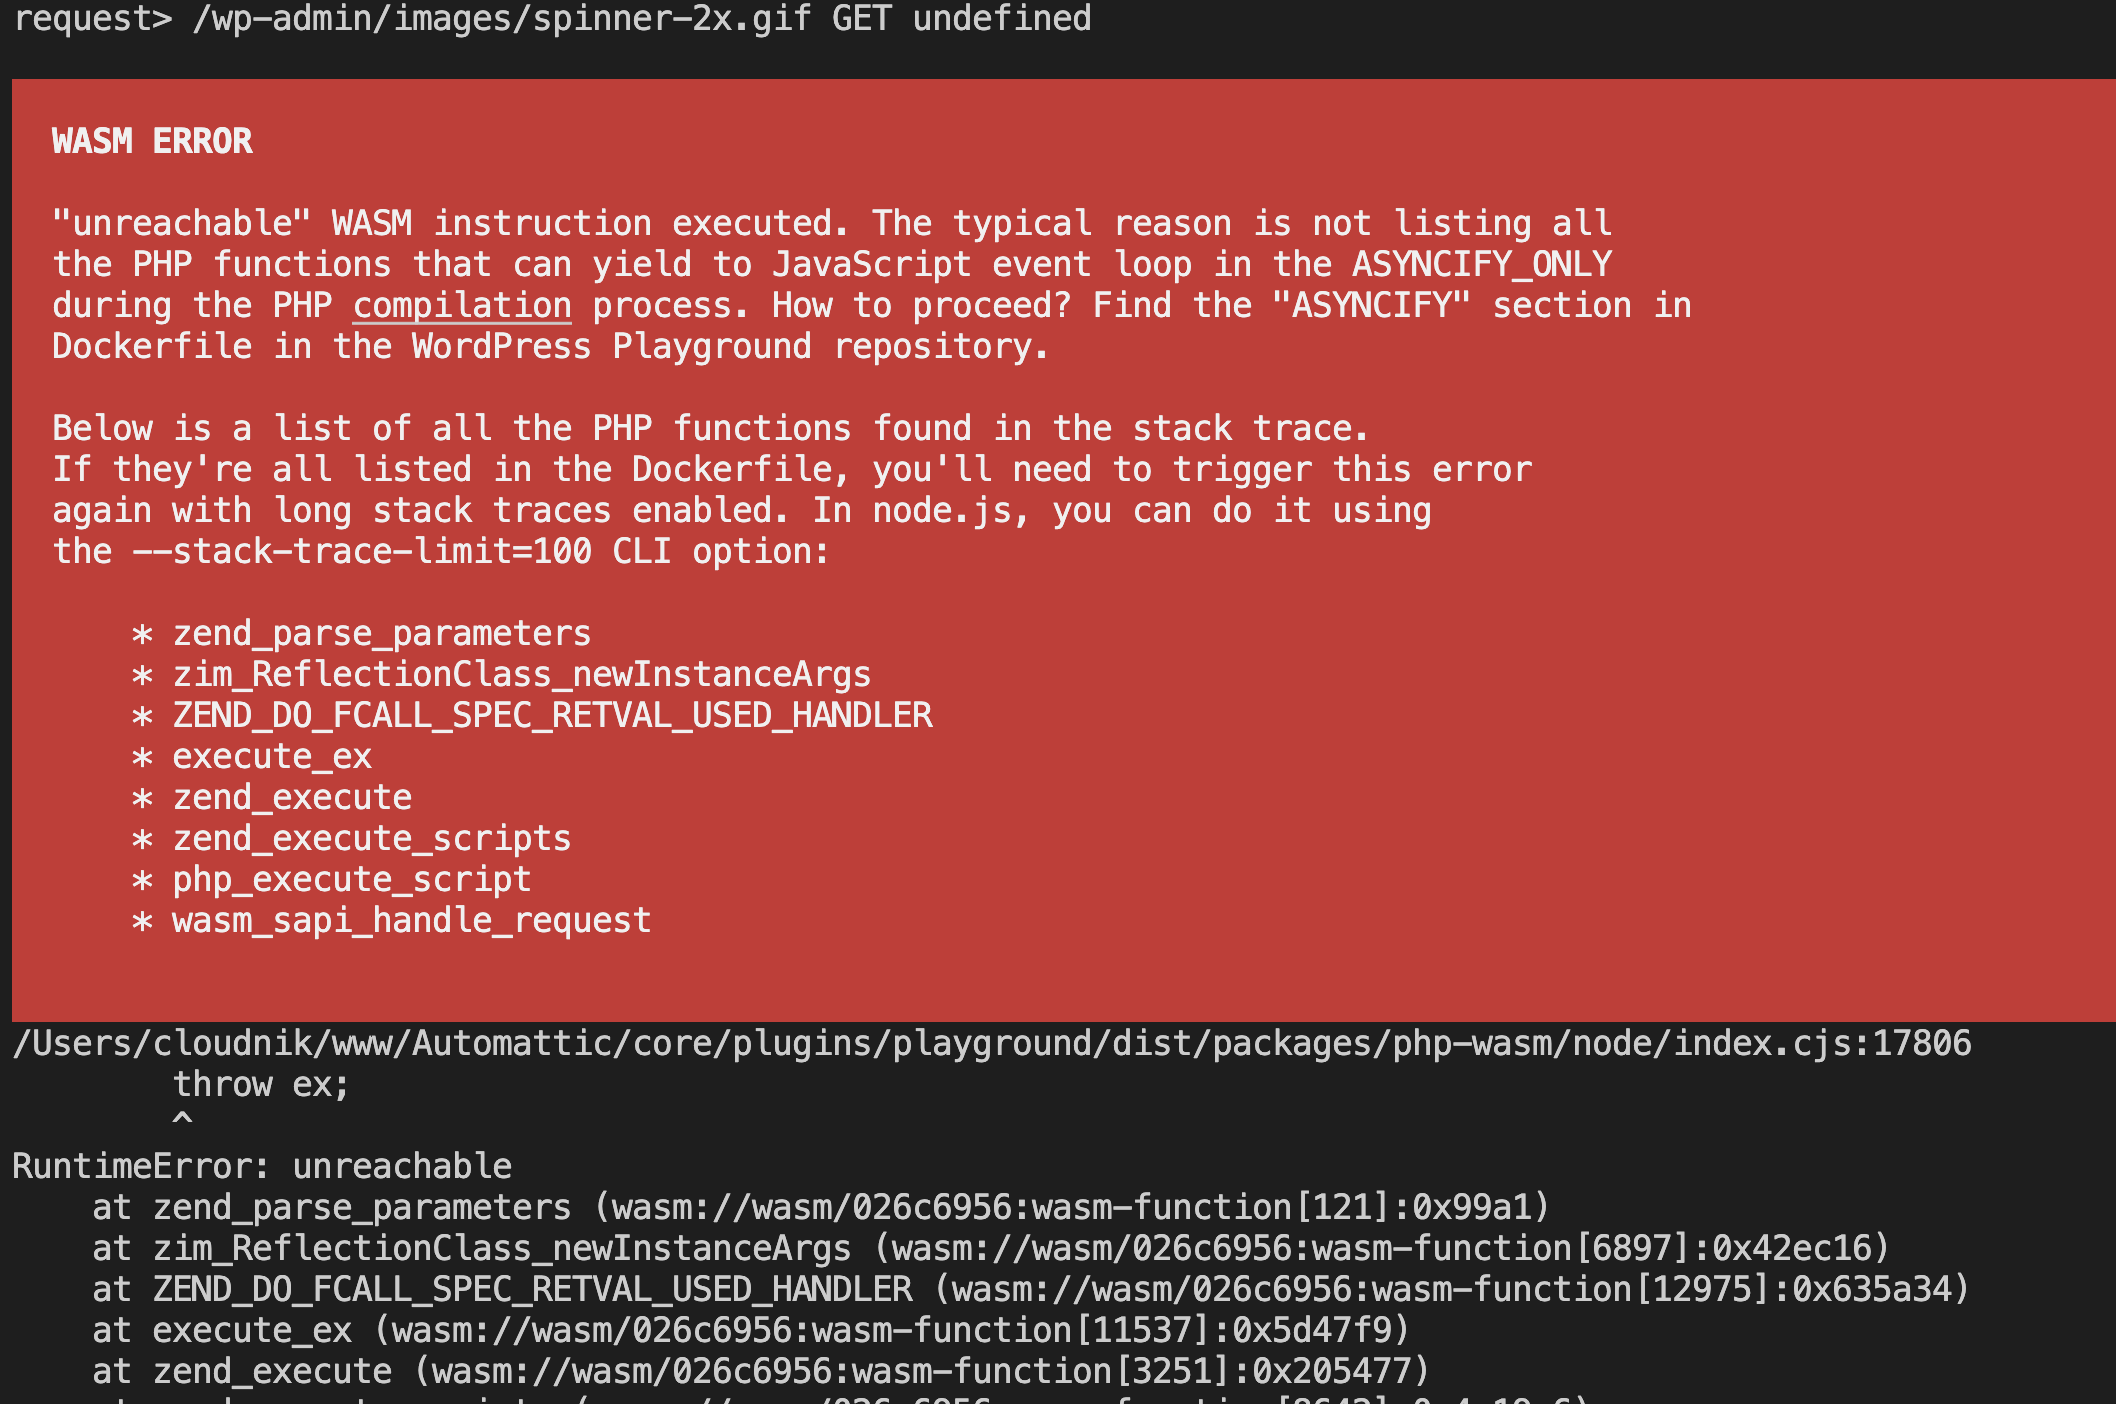 request> /wp-admin/images/spinner-2x.gif GET undefined
WASM ERROR
"unreachable" WASM instruction executed. The typical reason is not listing all
the PHP functions that can yield to JavaScript event loop in the ASYNCIFY_ONLY
during the PHP compilation process. How to proceed? Find the "ASYNCIFY" section in
Dockerfile in the WordPress Playground repository.
Below is a list of all the PHP functions found in the stack trace.
If they're all listed in the Dockerfile, you'll need to trigger this error
again with long stack traces enabled. In node.js, you can do it using
the --stack-trace-limit=100 CLI option:
* zend_parse_parameters
* zim_ReflectionClass_newInstanceArgs
* ZEND_DO_FCALL_SPEC_RETVAL_USED_HANDLER
* execute_ex
* zend_execute
* zend_execute_scripts
* php_execute_script
* wasm_sapi_handle_request
/Users/cloudnik/www/Automattic/core/plugins/playground/dist/packages/php-wasm/node/index.cjs:17806
throw ex;
^
RuntimeError: unreachable
at zend_parse_parameters (wasm://wasm/026c6956:wasm-function[121]:0x99a1)
at zim_ReflectionClass_newInstanceArgs (wasm://wasm/026c6956:wasm-function[6897]:0x42ec16)
at ZEND_DO_FCALL_SPEC_RETVAL_USED_HANDLER (wasm://wasm/026c6956:wasm-function[12975]:0x635a34)
at execute_ex (wasm://wasm/026c6956:wasm-function[11537]:0x5d47f9)
at zend_execute (wasm://wasm/026c6956:wasm-function[3251]:0x205477)